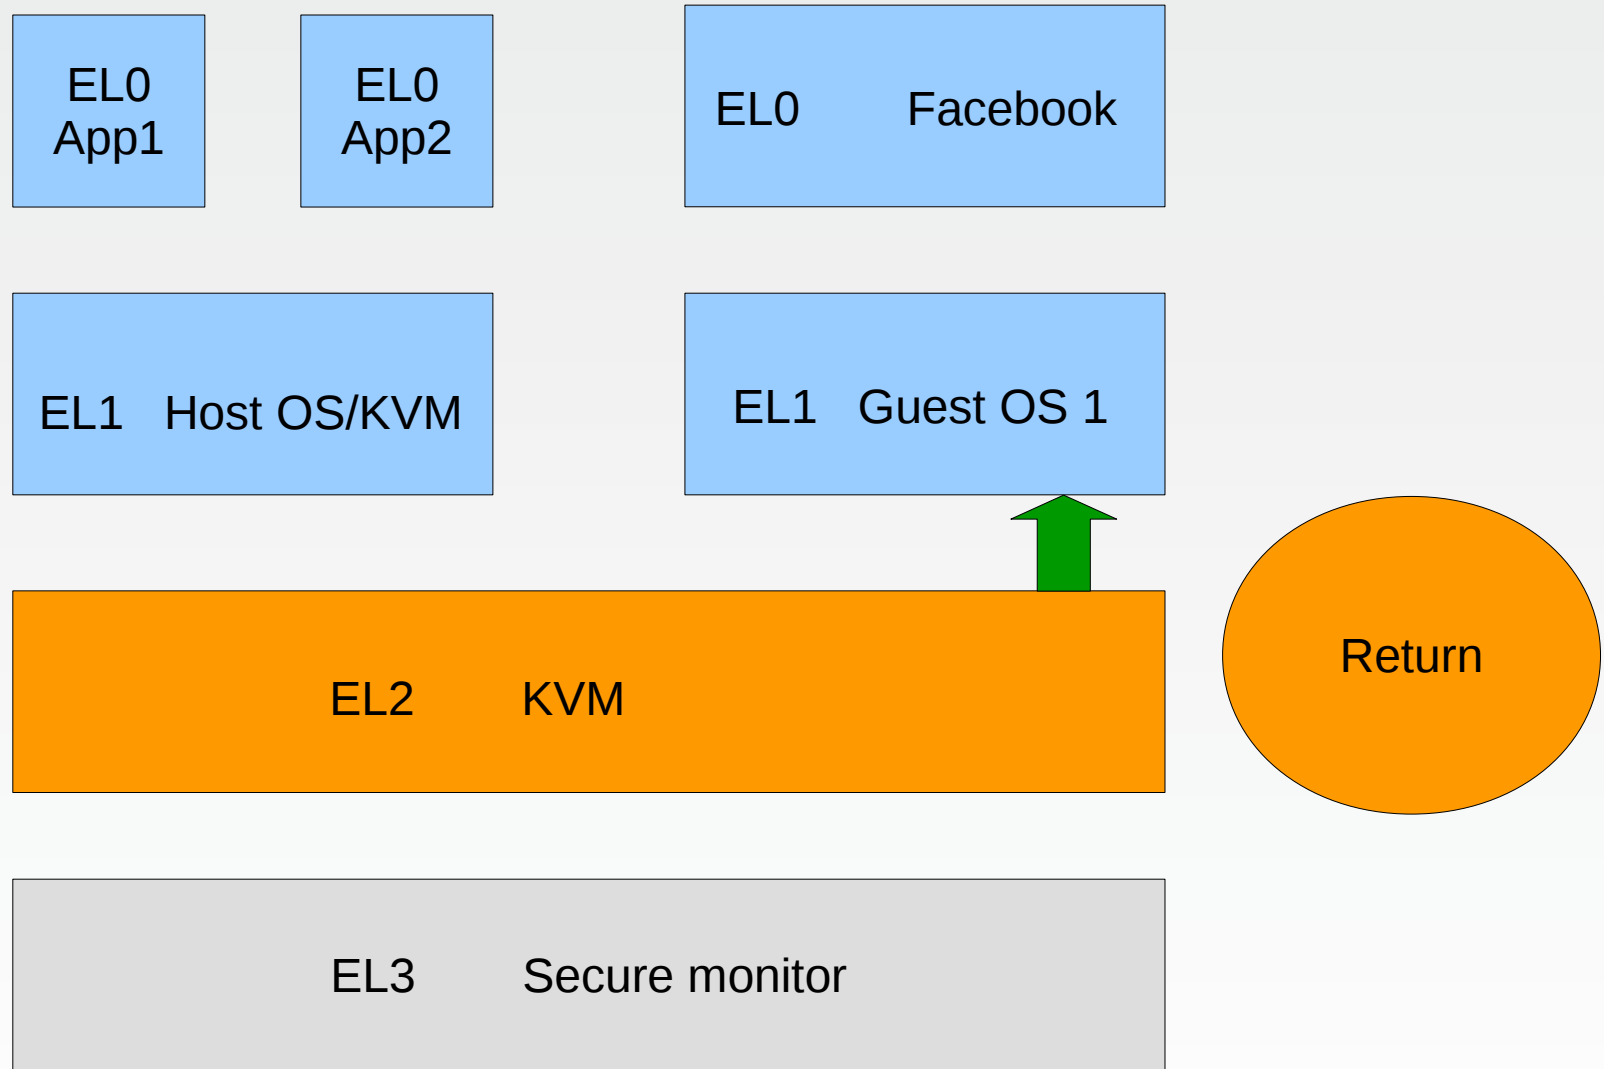 EL0
App1
EL0
App2
EL0 Facebook
EL1 Host OS/KVM
EL1 Guest OS 1
Return
EL2 KVM
EL3 Secure monitor